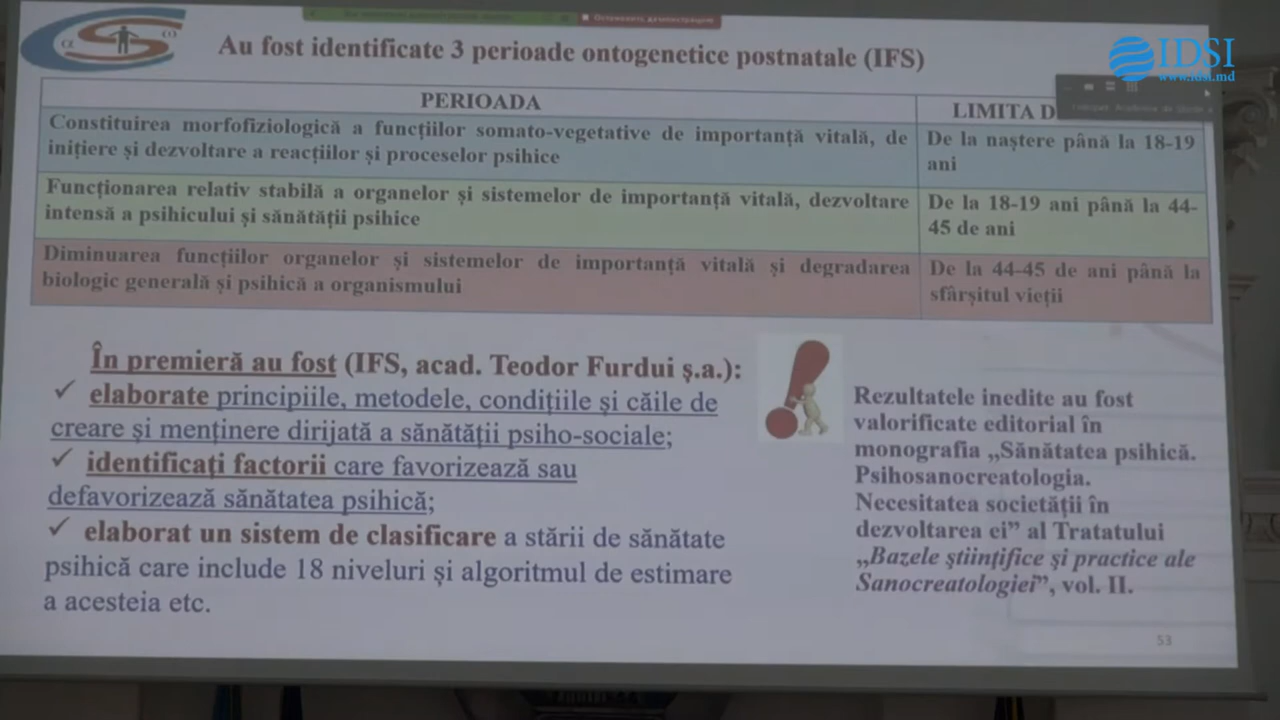 Остановить демонстрацию
α
ω
Au fost identificate 3 perioade ontogenetice postnatale (IFS)
IDSI
www.idsi.md
PERIOADA
LIMITA D
Constituirea morfofiziologică a funcțiilor somato-vegetative de importanță vitală, de
inițiere și dezvoltare a reacțiilor și proceselor psihice
De la naștere până la 18-19
ani
Funcționarea relativ stabilă a organelor și sistemelor de importanță vitală, dezvoltare
intensă a psihicului și sănătății psihice
De la 18-19 ani până la 44-
45 de ani
Diminuarea funcțiilor organelor și sistemelor de importanță vitală și degradarea
biologic generală și psihică a organismului
De la 44-45 de ani până la
sfârșitul vieții
În premieră au fost (IFS, acad. Teodor Furdui ș.a.):
✓ elaborate principiile, metodele, condițiile și căile de
creare și menținere dirijată a sănătății psiho-sociale;
✓ identificați factorii care favorizează sau
defavorizează sănătatea psihică;
✓ elaborat un sistem de clasificare a stării de sănătate
psihică care include 18 niveluri și algoritmul de estimare
a acesteia etc.
Rezultatele inedite au fost
valorificate editorial în
monografia „Sănătatea psihică.
Psihosanocreatologia.
Necesitatea societății în
dezvoltarea ei” al Tratatului
„Bazele științifice și practice ale
Sanocreatologiei”, vol. II.
53